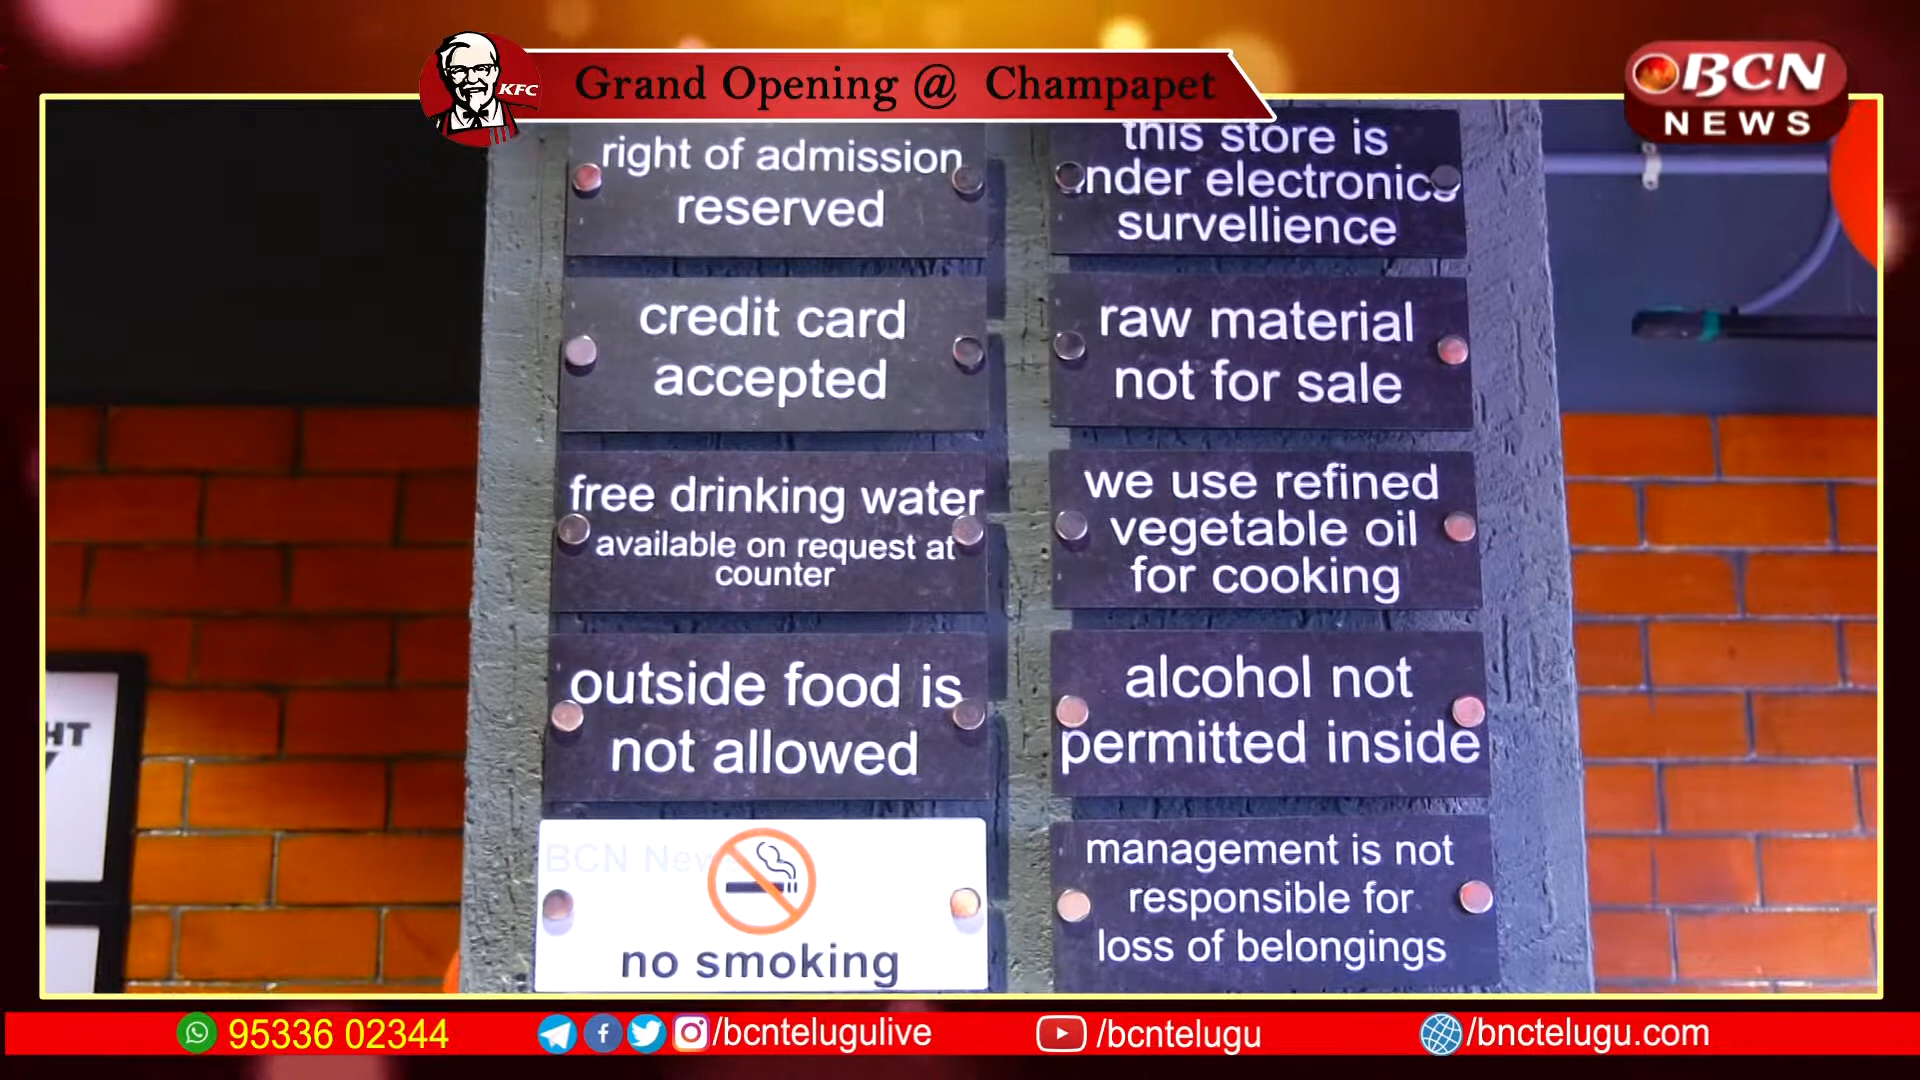 KFC
Grand Opening @ Champapet
BCN
NEWS
right of admission
reserved
this store is
under electronics
survellience
credit card
accepted
raw material
not for sale
free drinking water
available on request at
counter
we use refined
vegetable oil
for cooking
outside food is
not allowed
alcohol not
permitted inside
HT
Y
BCN News
no smoking
management is not
responsible for
loss of belongings
95336 02344
/bcntelugulive
/bcntelugu
/bnctelugu.com